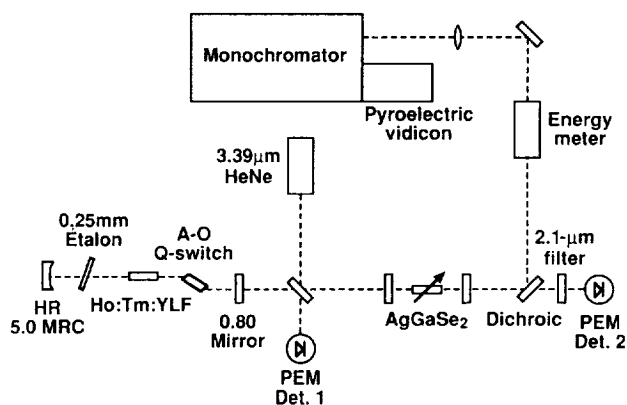 Monochromator
Pyroelectric
vidicon
Energy
meter
3.39μm
HeNe
0.25mm
Etalon
A-O
Q-switch
2.1-μm
filter
HR
5.0 MRC
Ho:Tm:YLF
0.80
Mirror
AgGaSe₂
Dichroic
PEM
Det. 2
PEM
Det. 1